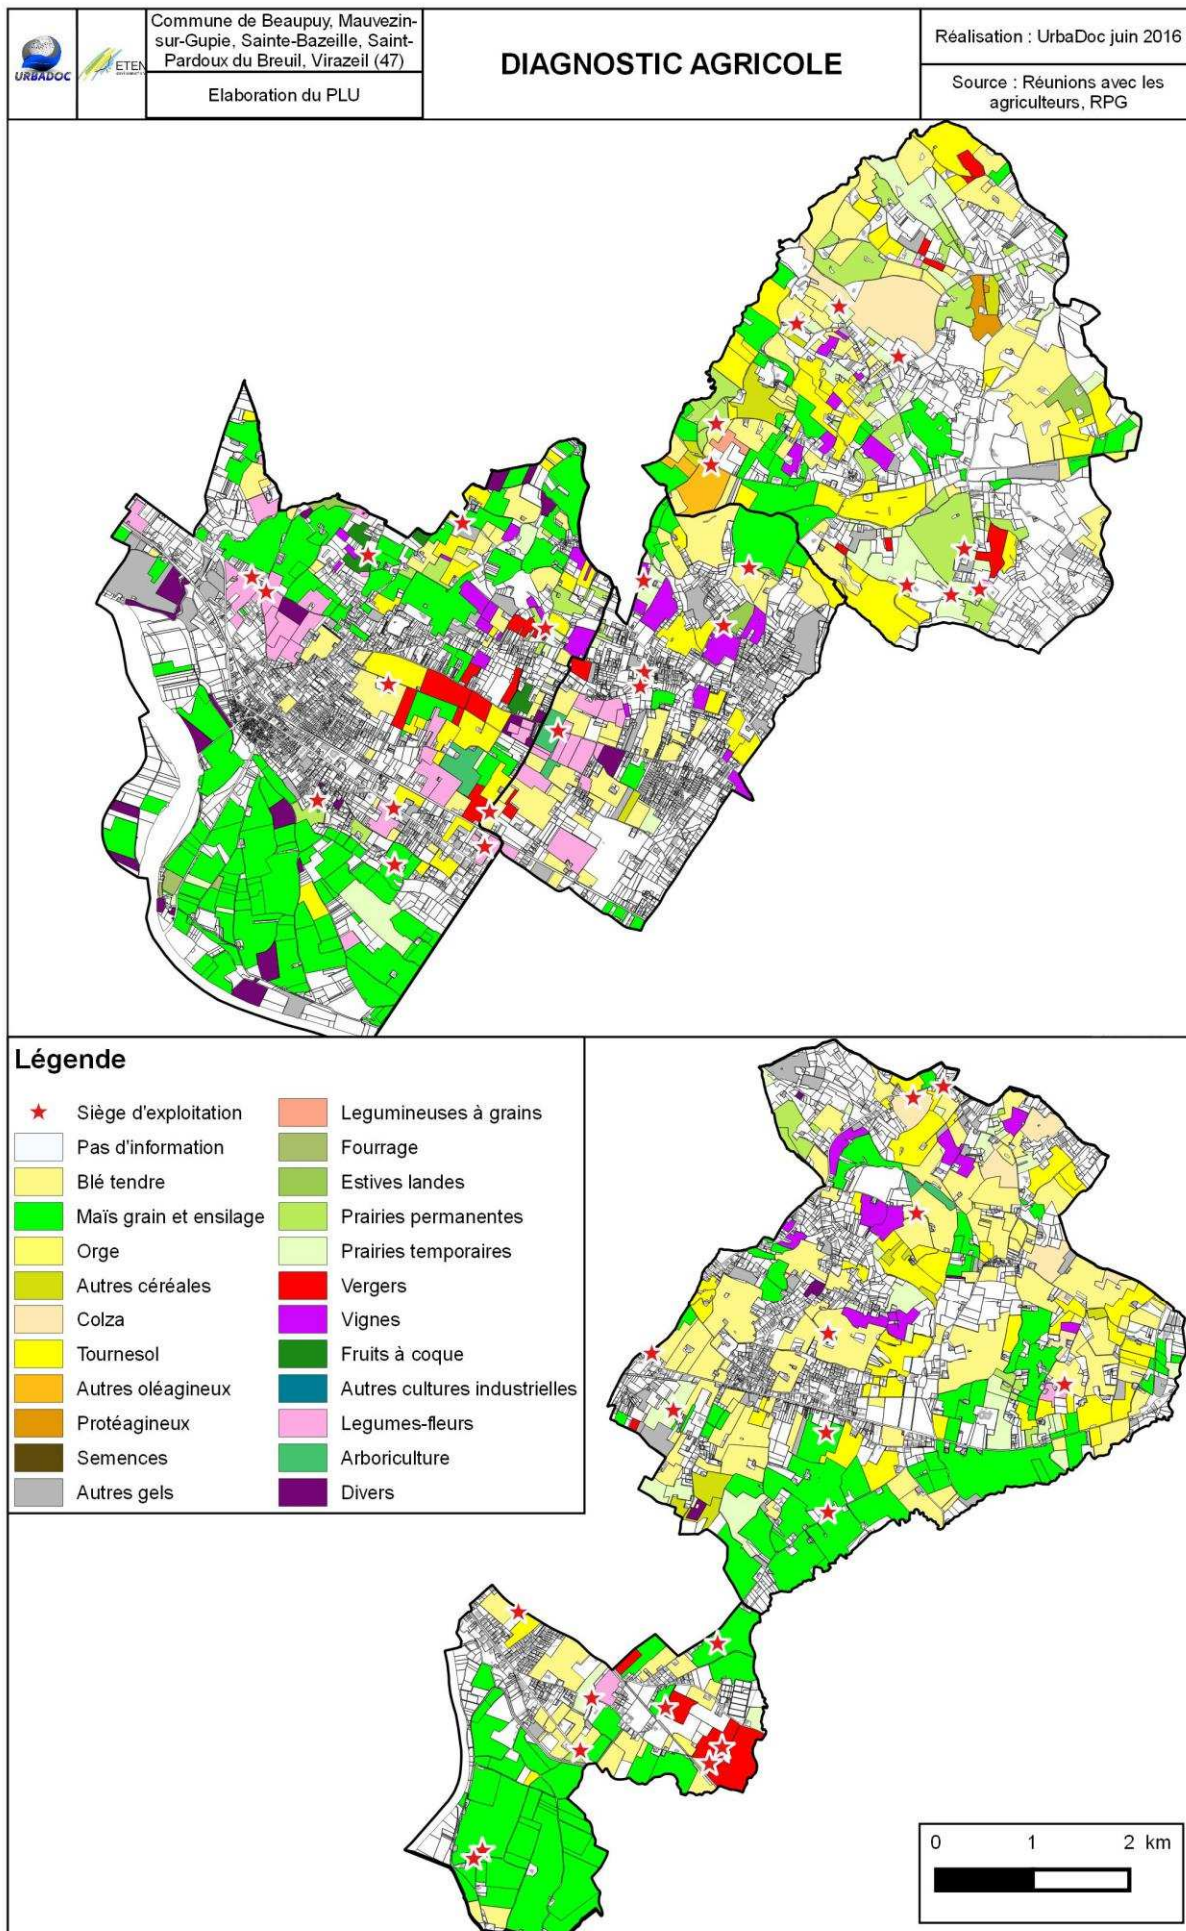 URBADOC
ETEN
Commune de Beaupuy, Mauvezin-
sur-Gupie, Sainte-Bazeille, Saint-
Pardoux du Breuil, Virazeil (47)
Elaboration du PLU
DIAGNOSTIC AGRICOLE
Réalisation : UrbaDoc juin 2016
Source : Réunions avec les
agriculteurs, RPG
Légende
Siège d'exploitation
Pas d'information
Blé tendre
Maïs grain et ensilage
Orge
Autres céréales
Colza
Tournesol
Autres oléagineux
Protéagineux
Semences
Autres gels
Legumineuses à grains
Fourrage
Estives landes
Prairies permanentes
Prairies temporaires
Vergers
Vignes
Fruits à coque
Autres cultures industrielles
Legumes-fleurs
Arboriculture
Divers
0 1 2 km